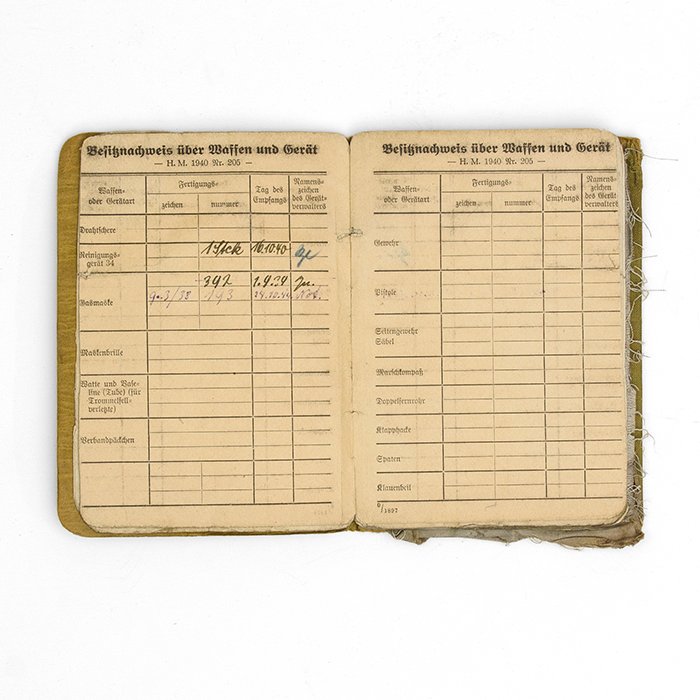 Besitznachweis über Waffen und Gerät
— H. M. 1940 Nr. 205 —
Waffen-
oder Gerätart
Fertigungs-
zeichen
nummer
Tag des
Empfangs
Namens-
zeichen
des Gerät-
verwalters
Drahtschere
Reinigungs-
gerät 34
1 Stck 16.10.40
Gasmaske
392 1.9.39
193
Maskenbrille
Watte und Vase-
line (Tube) (für
Trommelfell-
verletzte)
Verbandpäckchen
Besitznachweis über Waffen und Gerät
— H. M. 1940 Nr. 205 —
Waffen-
oder Gerätart
Fertigungs-
zeichen
nummer
Tag des
Empfangs
Namens-
zeichen
des Gerät-
verwalters
Gewehr
Pistole
Seitengewehr
Säbel
Marschkompaß
Doppelfernrohr
Klapphacke
Spaten
Klauenbeil